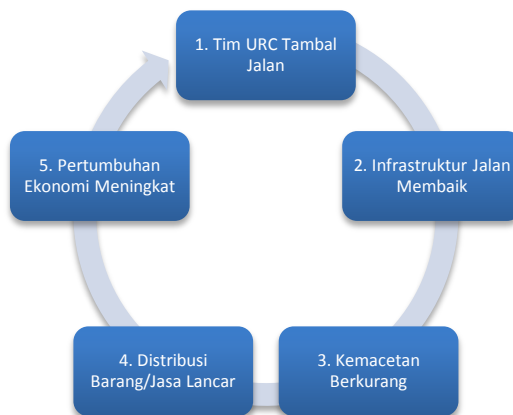 1. Tim URC Tambal
Jalan
2. Infrastruktur Jalan
Membaik
3. Kemacetan
Berkurang
4. Distribusi
Barang/Jasa Lancar
5. Pertumbuhan
Ekonomi Meningkat